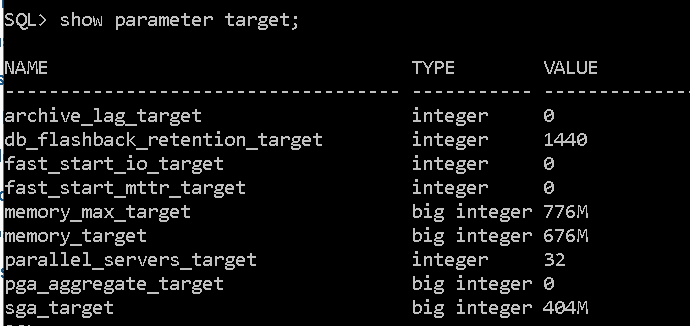 SQL> show parameter target;
NAME TYPE VALUE
------------------------------------ ----------- ---------------
archive_lag_target integer 0
db_flashback_retention_target integer 1440
fast_start_io_target integer 0
fast_start_mttr_target integer 0
memory_max_target big integer 776M
memory_target big integer 676M
parallel_servers_target integer 32
pga_aggregate_target big integer 0
sga_target big integer 404M